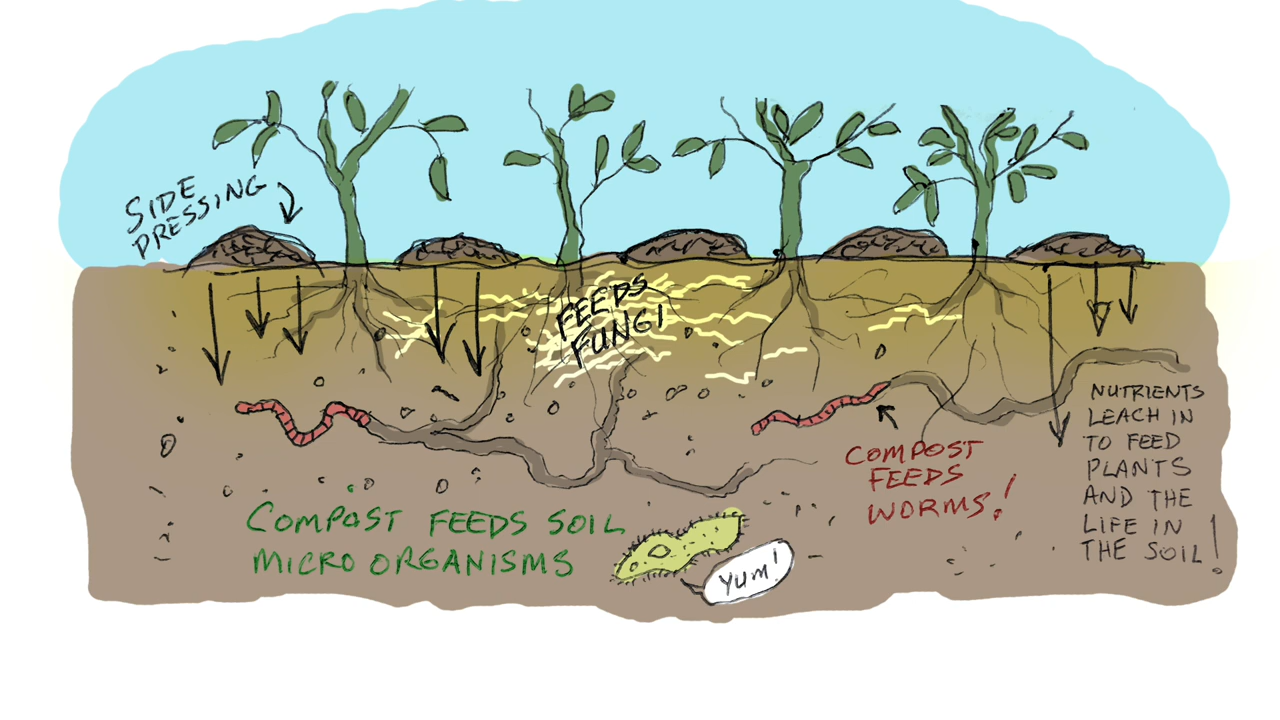 SIDE
DRESSING
FEEDS
FUNGI
COMPOST
FEEDS
WORMS!
NUTRIENTS
LEACH IN
TO FEED
PLANTS
AND THE
LIFE IN
THE SOIL!
COMPOST FEEDS SOIL
MICRO ORGANISMS
YUM!